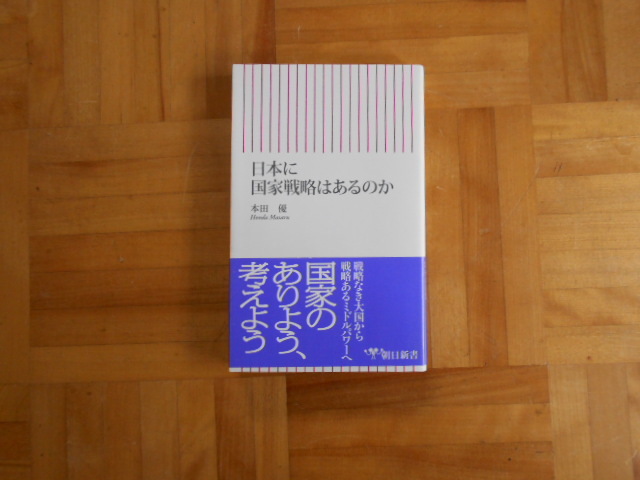 日本に
国家戦略はあるのか
本田 優
Honda Masaru
戦略なき大国から
戦略あるミドルパワーへ
国家の
ありよう、
考えよう
朝日新書